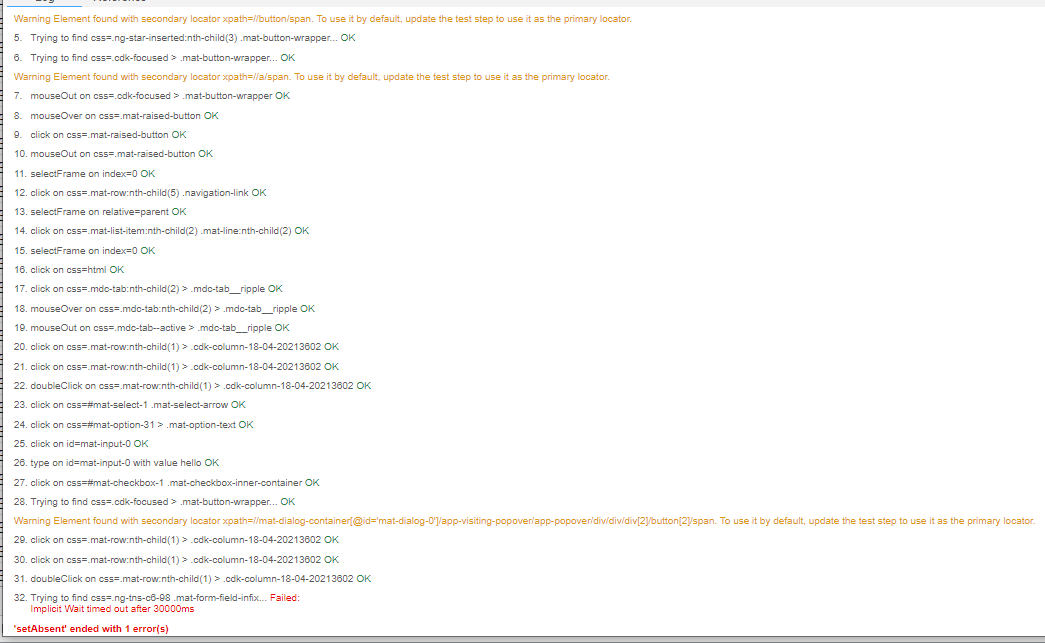 Log Reference
Warning Element found with secondary locator xpath=//button/span. To use it by default, update the test step to use it as the primary locator.
5. Trying to find css=.ng-star-inserted:nth-child(3) .mat-button-wrapper... OK
6. Trying to find css=.cdk-focused > .mat-button-wrapper... OK
Warning Element found with secondary locator xpath=//a/span. To use it by default, update the test step to use it as the primary locator.
7. mouseOut on css=.cdk-focused > .mat-button-wrapper OK
8. mouseOver on css=.mat-raised-button OK
9. click on css=.mat-raised-button OK
10. mouseOut on css=.mat-raised-button OK
11. selectFrame on index=0 OK
12. click on css=.mat-row:nth-child(5) .navigation-link OK
13. selectFrame on relative=parent OK
14. click on css=.mat-list-item:nth-child(2) .mat-line:nth-child(2) OK
15. selectFrame on index=0 OK
16. click on css=html OK
17. click on css=.mdc-tab:nth-child(2) > .mdc-tab__ripple OK
18. mouseOver on css=.mdc-tab:nth-child(2) > .mdc-tab__ripple OK
19. mouseOut on css=.mdc-tab--active > .mdc-tab__ripple OK
20. click on css=.mat-row:nth-child(1) > .cdk-column-18-04-20213602 OK
21. click on css=.mat-row:nth-child(1) > .cdk-column-18-04-20213602 OK
22. doubleClick on css=.mat-row:nth-child(1) > .cdk-column-18-04-20213602 OK
23. click on css=#mat-select-1 .mat-select-arrow OK
24. click on css=#mat-option-31 > .mat-option-text OK
25. click on id=mat-input-0 OK
26. type on id=mat-input-0 with value hello OK
27. click on css=#mat-checkbox-1 .mat-checkbox-inner-container OK
28. Trying to find css=.cdk-focused > .mat-button-wrapper... OK
Warning Element found with secondary locator xpath=//mat-dialog-container[@id='mat-dialog-0']/app-visiting-popover/app-popover/div/div/div[2]/button[2]/span. To use it by default, update the test step to use it as the primary locator.
29. click on css=.mat-row:nth-child(1) > .cdk-column-18-04-20213602 OK
30. click on css=.mat-row:nth-child(1) > .cdk-column-18-04-20213602 OK
31. doubleClick on css=.mat-row:nth-child(1) > .cdk-column-18-04-20213602 OK
32. Trying to find css=.ng-tns-c6-98 .mat-form-field-infix... Failed:
Implicit Wait timed out after 30000ms
'setAbsent' ended with 1 error(s)